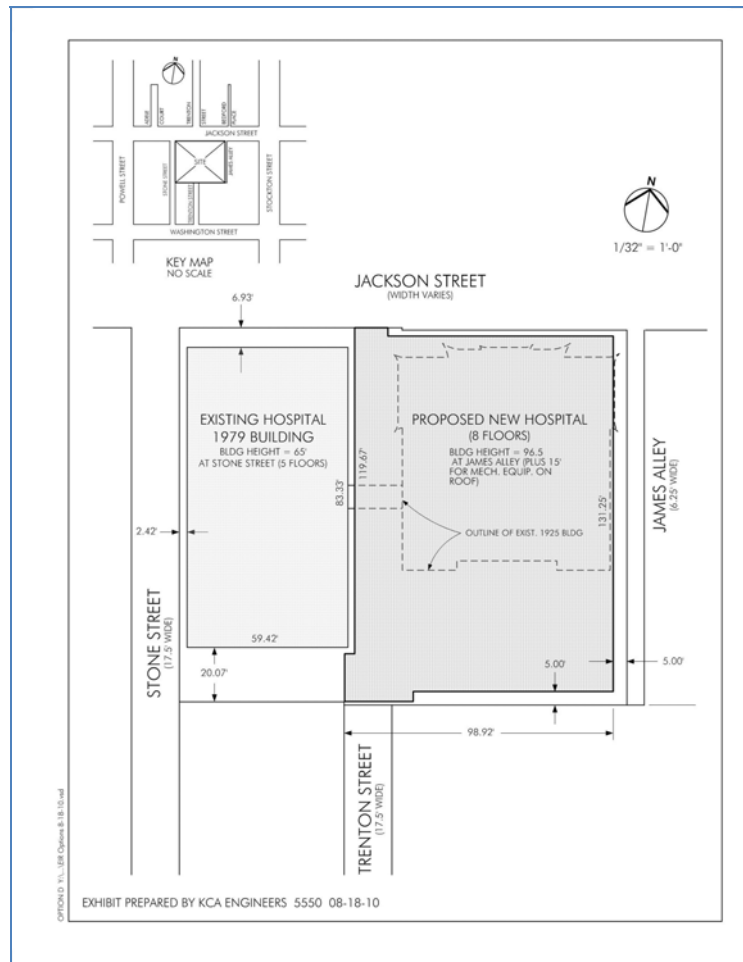 N
ADELE
COURT
TRENTON
STREET
BEDFORD
PLACE
JACKSON STREET
POWELL STREET
STONE STREET
SITE
JAMES ALLEY
STOCKTON STREET
TRENTON STREET
WASHINGTON STREET
KEY MAP
NO SCALE
N
1/32" = 1'-0"
JACKSON STREET
(WIDTH VARIES)
6.93'
EXISTING HOSPITAL
1979 BUILDING
BLDG HEIGHT = 65'
AT STONE STREET (5 FLOORS)
PROPOSED NEW HOSPITAL
(8 FLOORS)
BLDG HEIGHT = 96.5
AT JAMES ALLEY (PLUS 15'
FOR MECH. EQUIP. ON
ROOF)
119.67'
83.33'
131.25'
OUTLINE OF EXIST. 1925 BLDG
JAMES ALLEY
(6.25' WIDE)
2.42'
STONE STREET
(17.5' WIDE)
59.42'
20.07'
5.00'
5.00'
98.92'
TRENTON STREET
(17.5' WIDE)
EXHIBIT PREPARED BY KCA ENGINEERS 5550 08-18-10